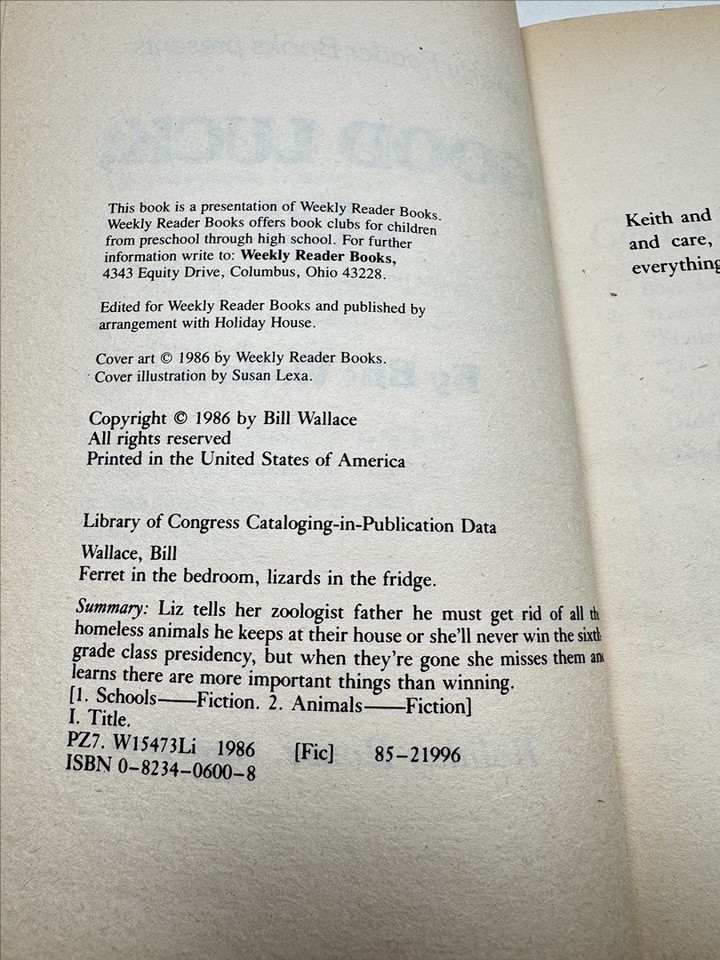 This book is a presentation of Weekly Reader Books.
Weekly Reader Books offers book clubs for children
from preschool through high school. For further
information write to: Weekly Reader Books,
4343 Equity Drive, Columbus, Ohio 43228.
Edited for Weekly Reader Books and published by
arrangement with Holiday House.
Cover art © 1986 by Weekly Reader Books.
Cover illustration by Susan Lexa.
Copyright © 1986 by Bill Wallace
All rights reserved
Printed in the United States of America
Library of Congress Cataloging-in-Publication Data
Wallace, Bill
Ferret in the bedroom, lizards in the fridge.
Summary: Liz tells her zoologist father he must get rid of all th
homeless animals he keeps at their house or she'll never win the sixth
grade class presidency, but when they're gone she misses them and
learns there are more important things than winning.
[1. Schools—Fiction. 2. Animals—Fiction]
I. Title.
PZ7. W15473Li 1986 [Fic] 85-21996
ISBN 0-8234-0600-8
Keith and
and care,
everything